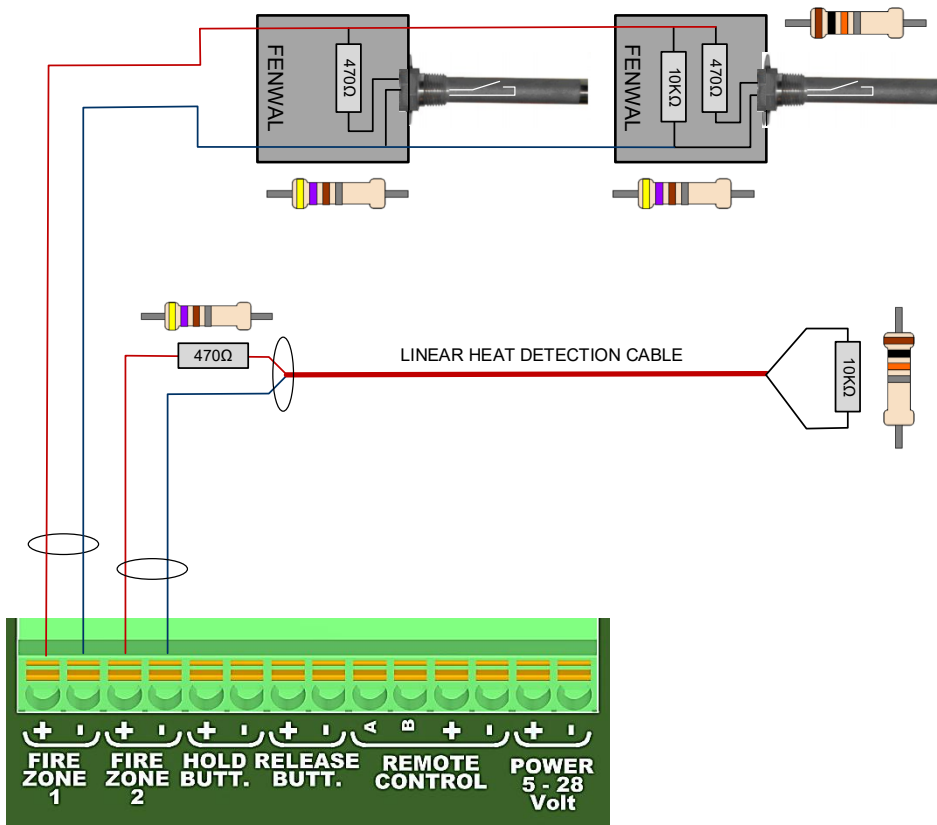 FENWAL
470Ω
FENWAL
10KΩ
470Ω
470Ω
LINEAR HEAT DETECTION CABLE
10KΩ
+ - + - + - + - A B + - + -
FIRE ZONE 1
FIRE ZONE 2
HOLD BUTT.
RELEASE BUTT.
REMOTE CONTROL
POWER 5 - 28 Volt